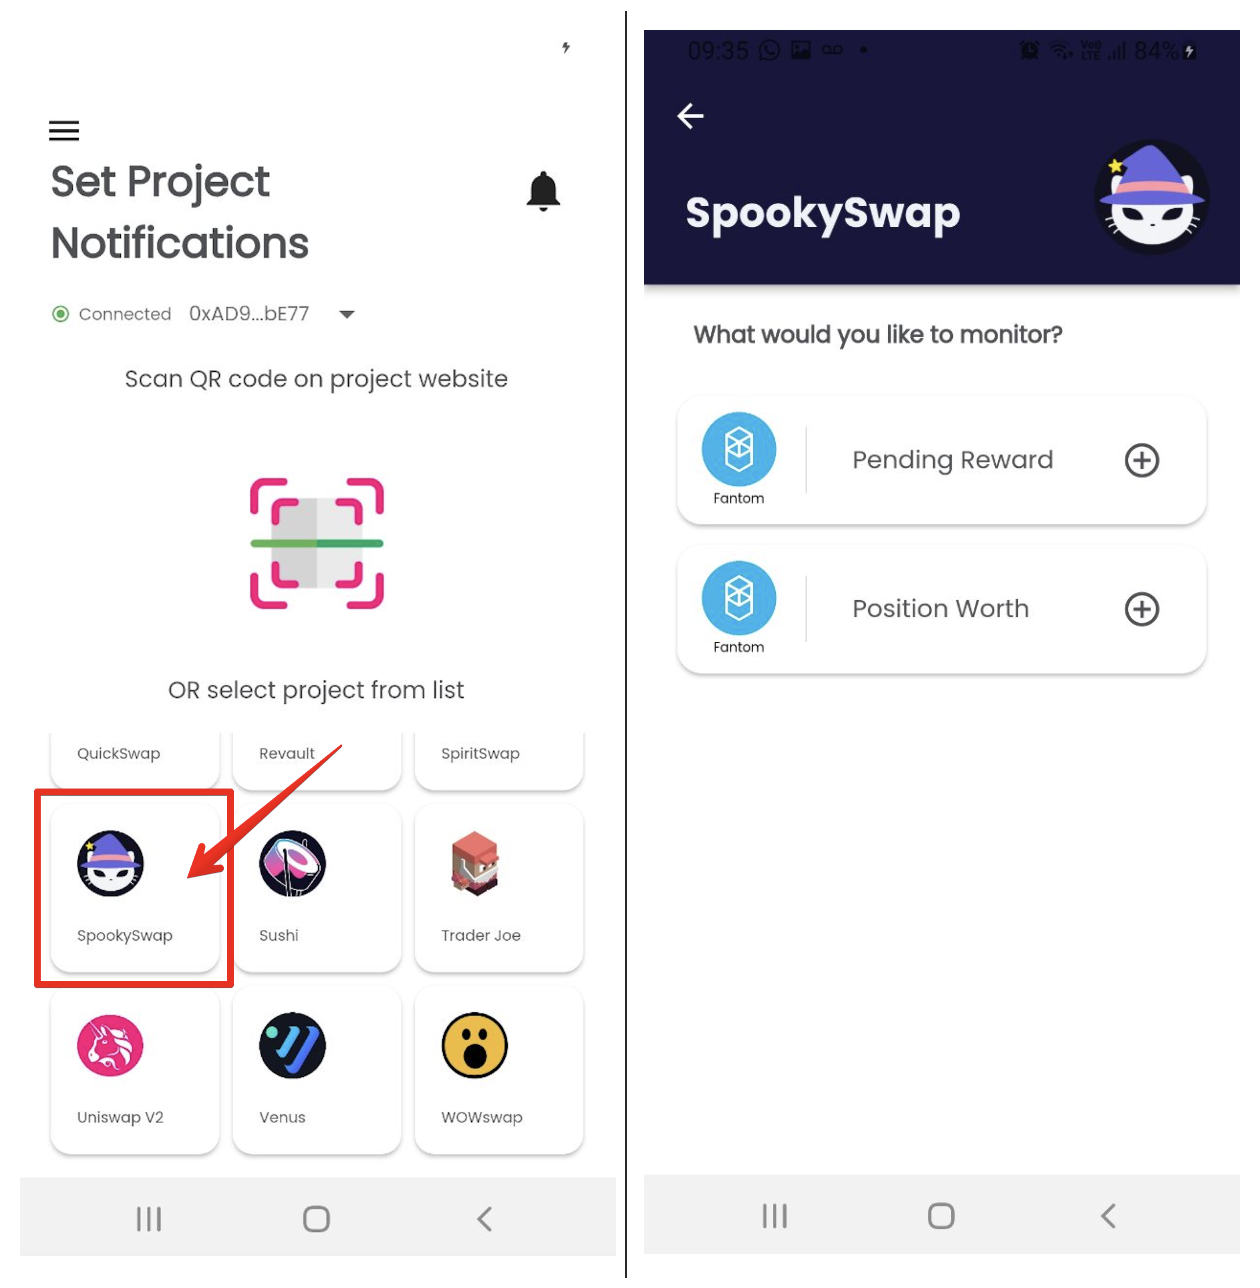 Set Project
Notifications
Connected 0xAD9...bE77
Scan QR code on project website
OR select project from list
QuickSwap Revault SpiritSwap
SpookySwap Sushi Trader Joe
Uniswap V2 Venus WOWswap
09:35 Vo)) LTE 84%
SpookySwap
What would you like to monitor?
Pending Reward
Fantom
Position Worth
Fantom